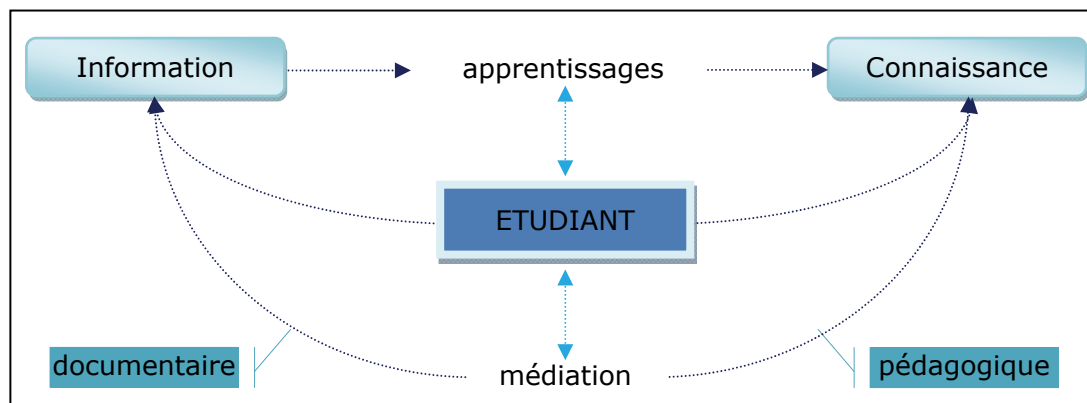 Information
apprentissages
Connaissance
ETUDIANT
documentaire
médiation
pédagogique